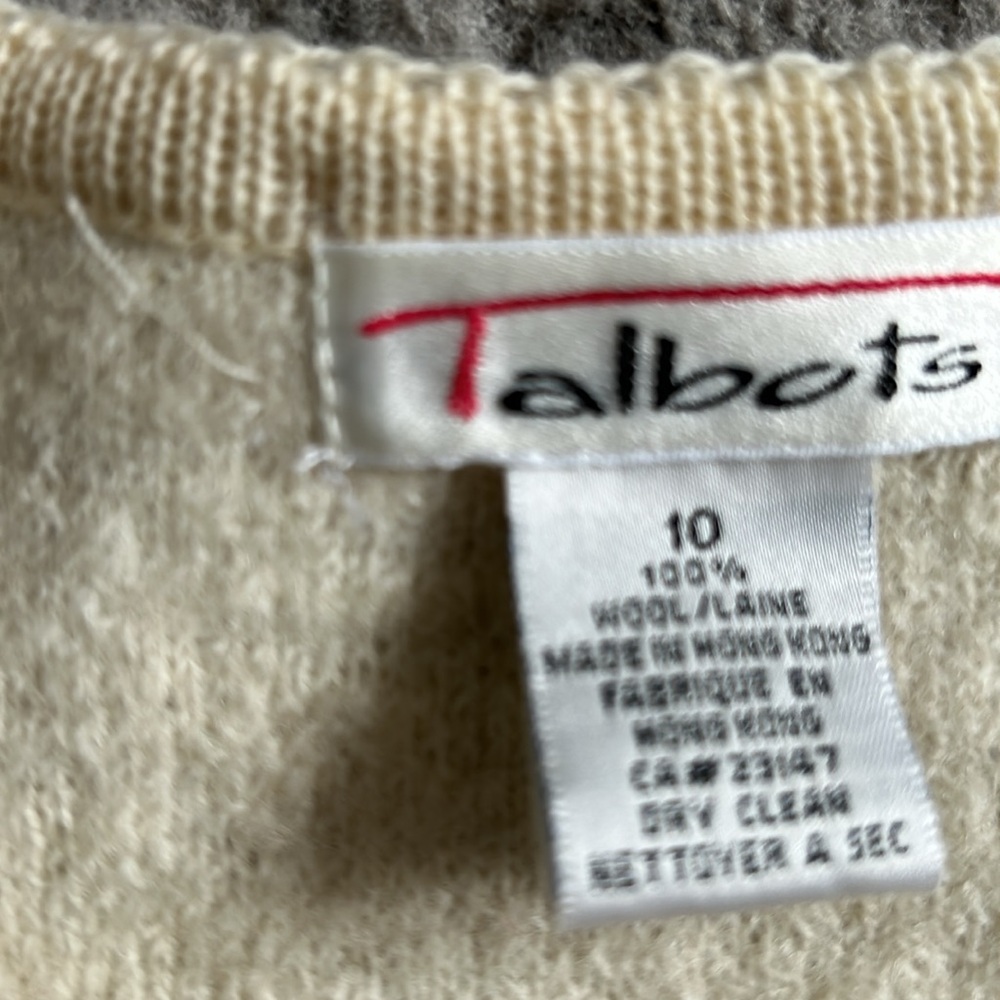 Talbots
10
100%
WOOL/LAINE
MADE IN HONG KONG
FABRIQUE EN
HONG KONG
CA# 23147
DRY CLEAN
NETTOYER A SEC